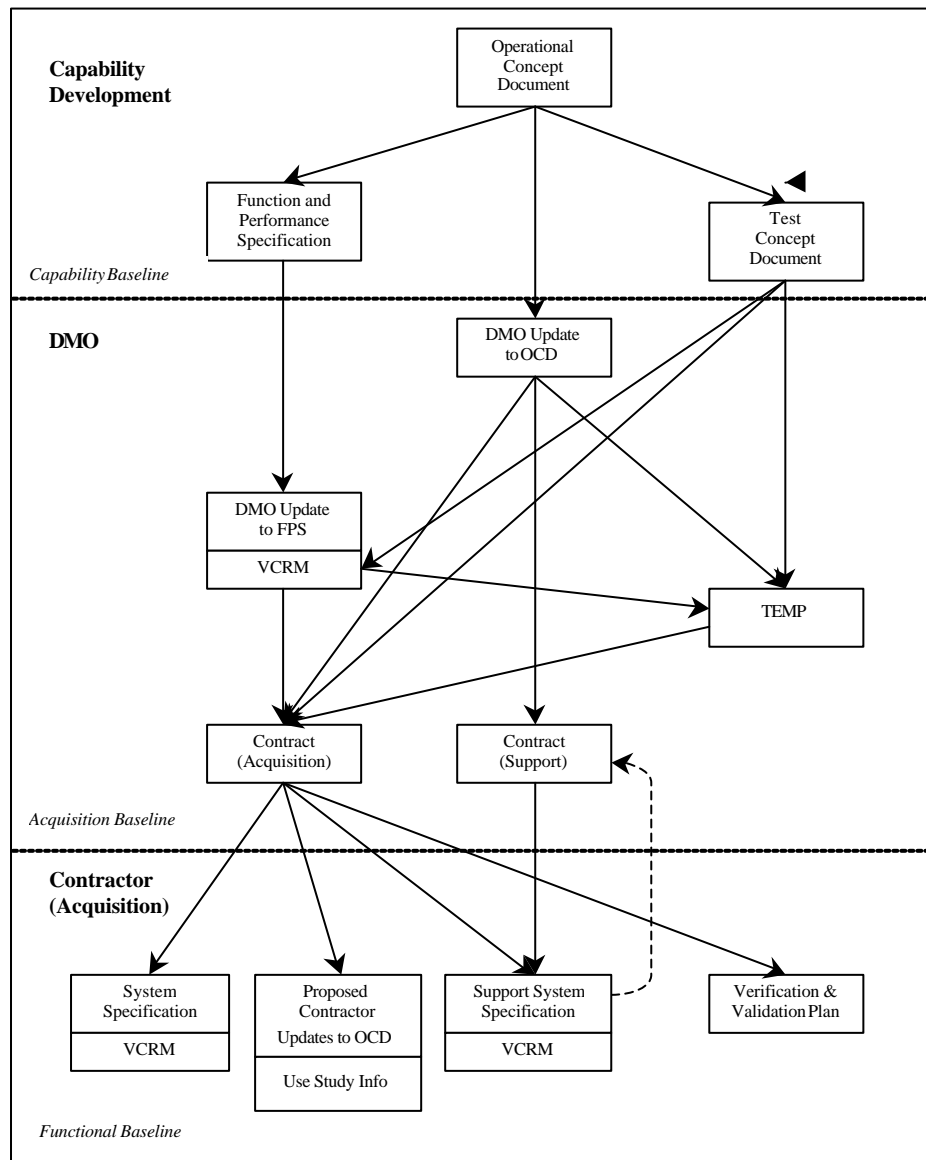 Operational
Concept
Document
Capability
Development
Function and
Performance
Specification
Test
Concept
Document
Capability Baseline
DMO
DMO Update
to OCD
DMO Update
to FPS
VCRM
TEMP
Contract
(Acquisition)
Contract
(Support)
Acquisition Baseline
Contractor
(Acquisition)
System
Specification
VCRM
Proposed
Contractor
Updates to OCD
Use Study Info
Support System
Specification
VCRM
Verification &
Validation Plan
Functional Baseline